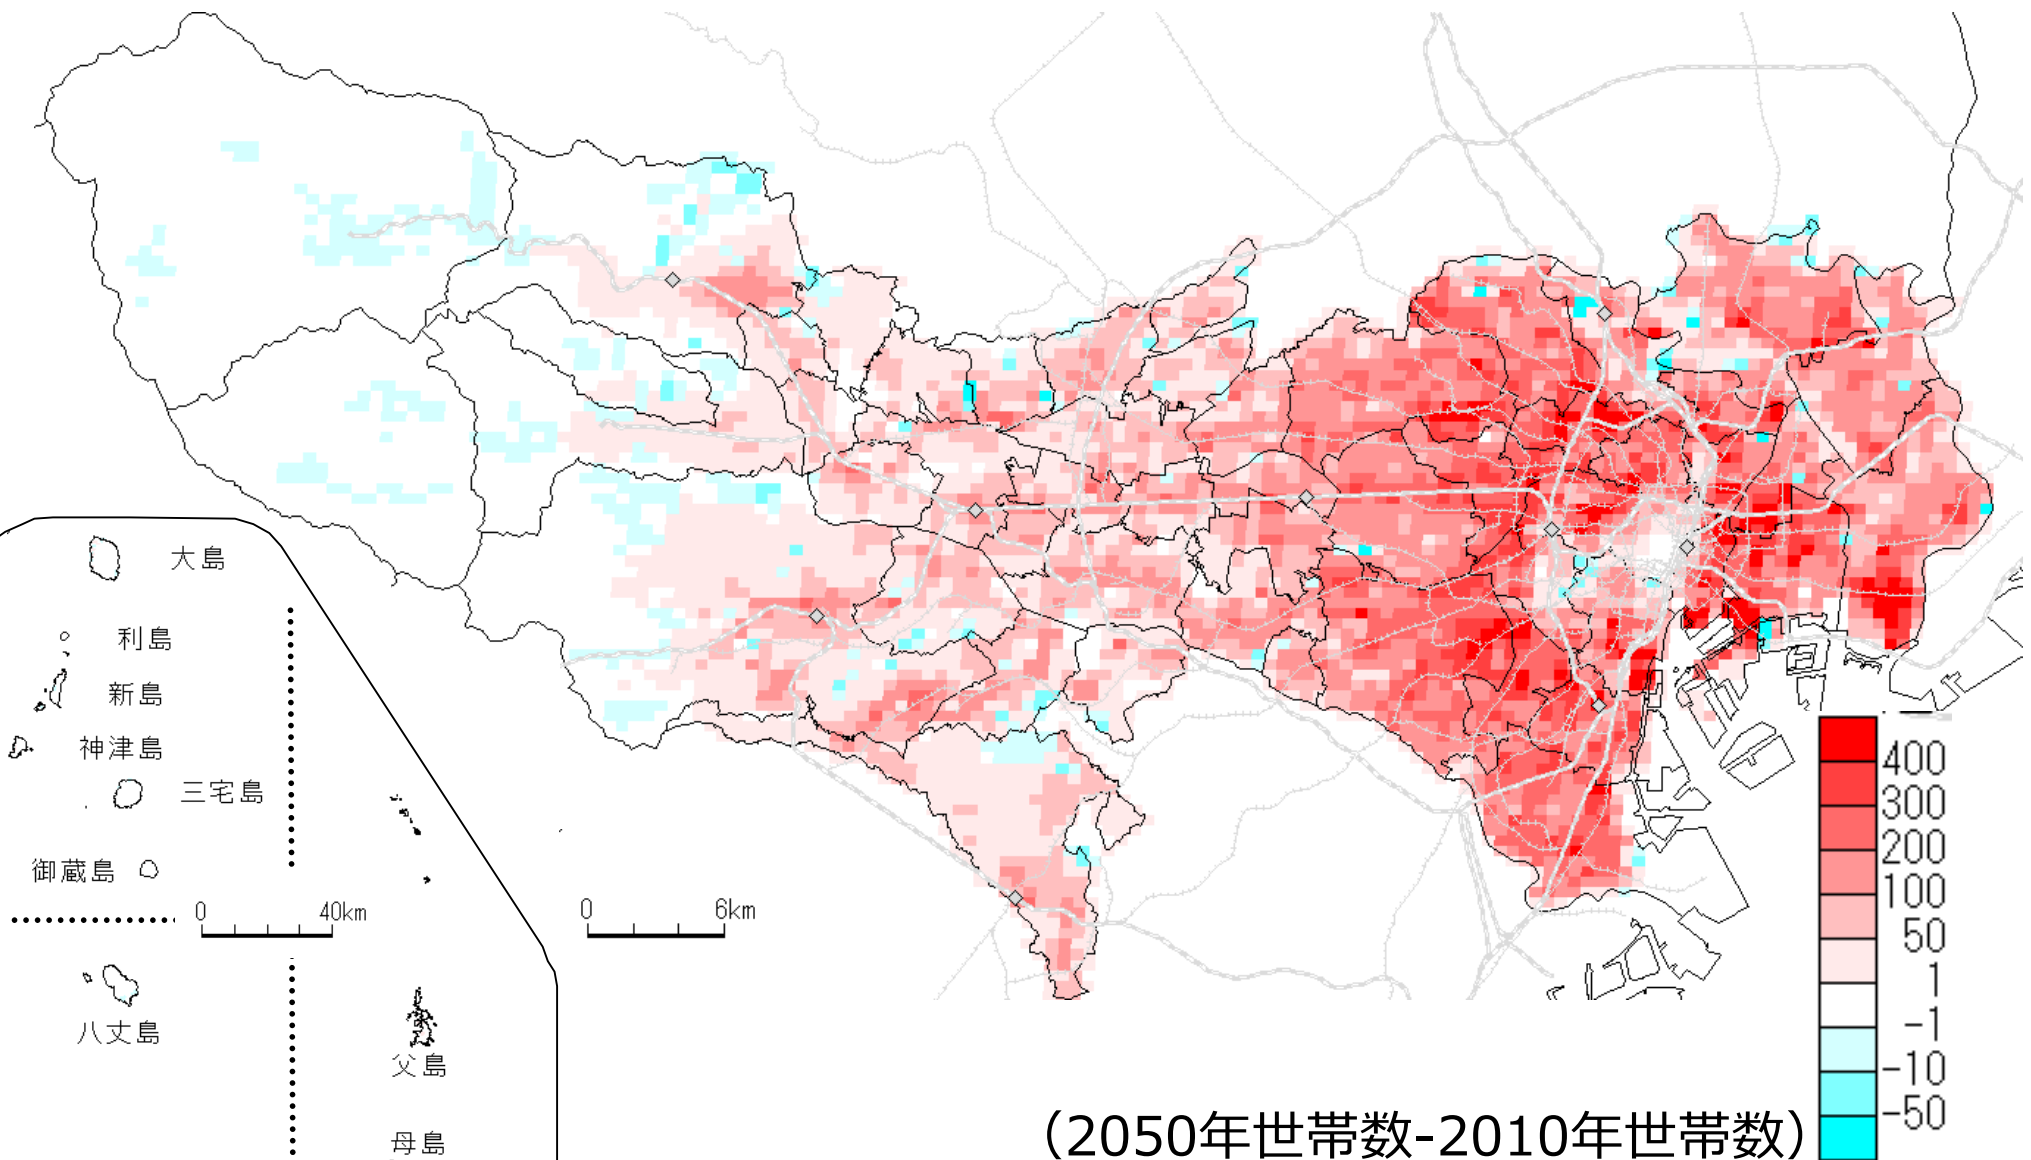 大島
利島
新島
神津島
三宅島
御蔵島
0 40km
0 6km
八丈島
父島
母島
400
300
200
100
50
1
-1
-10
-50
（2050年世帯数-2010年世帯数）